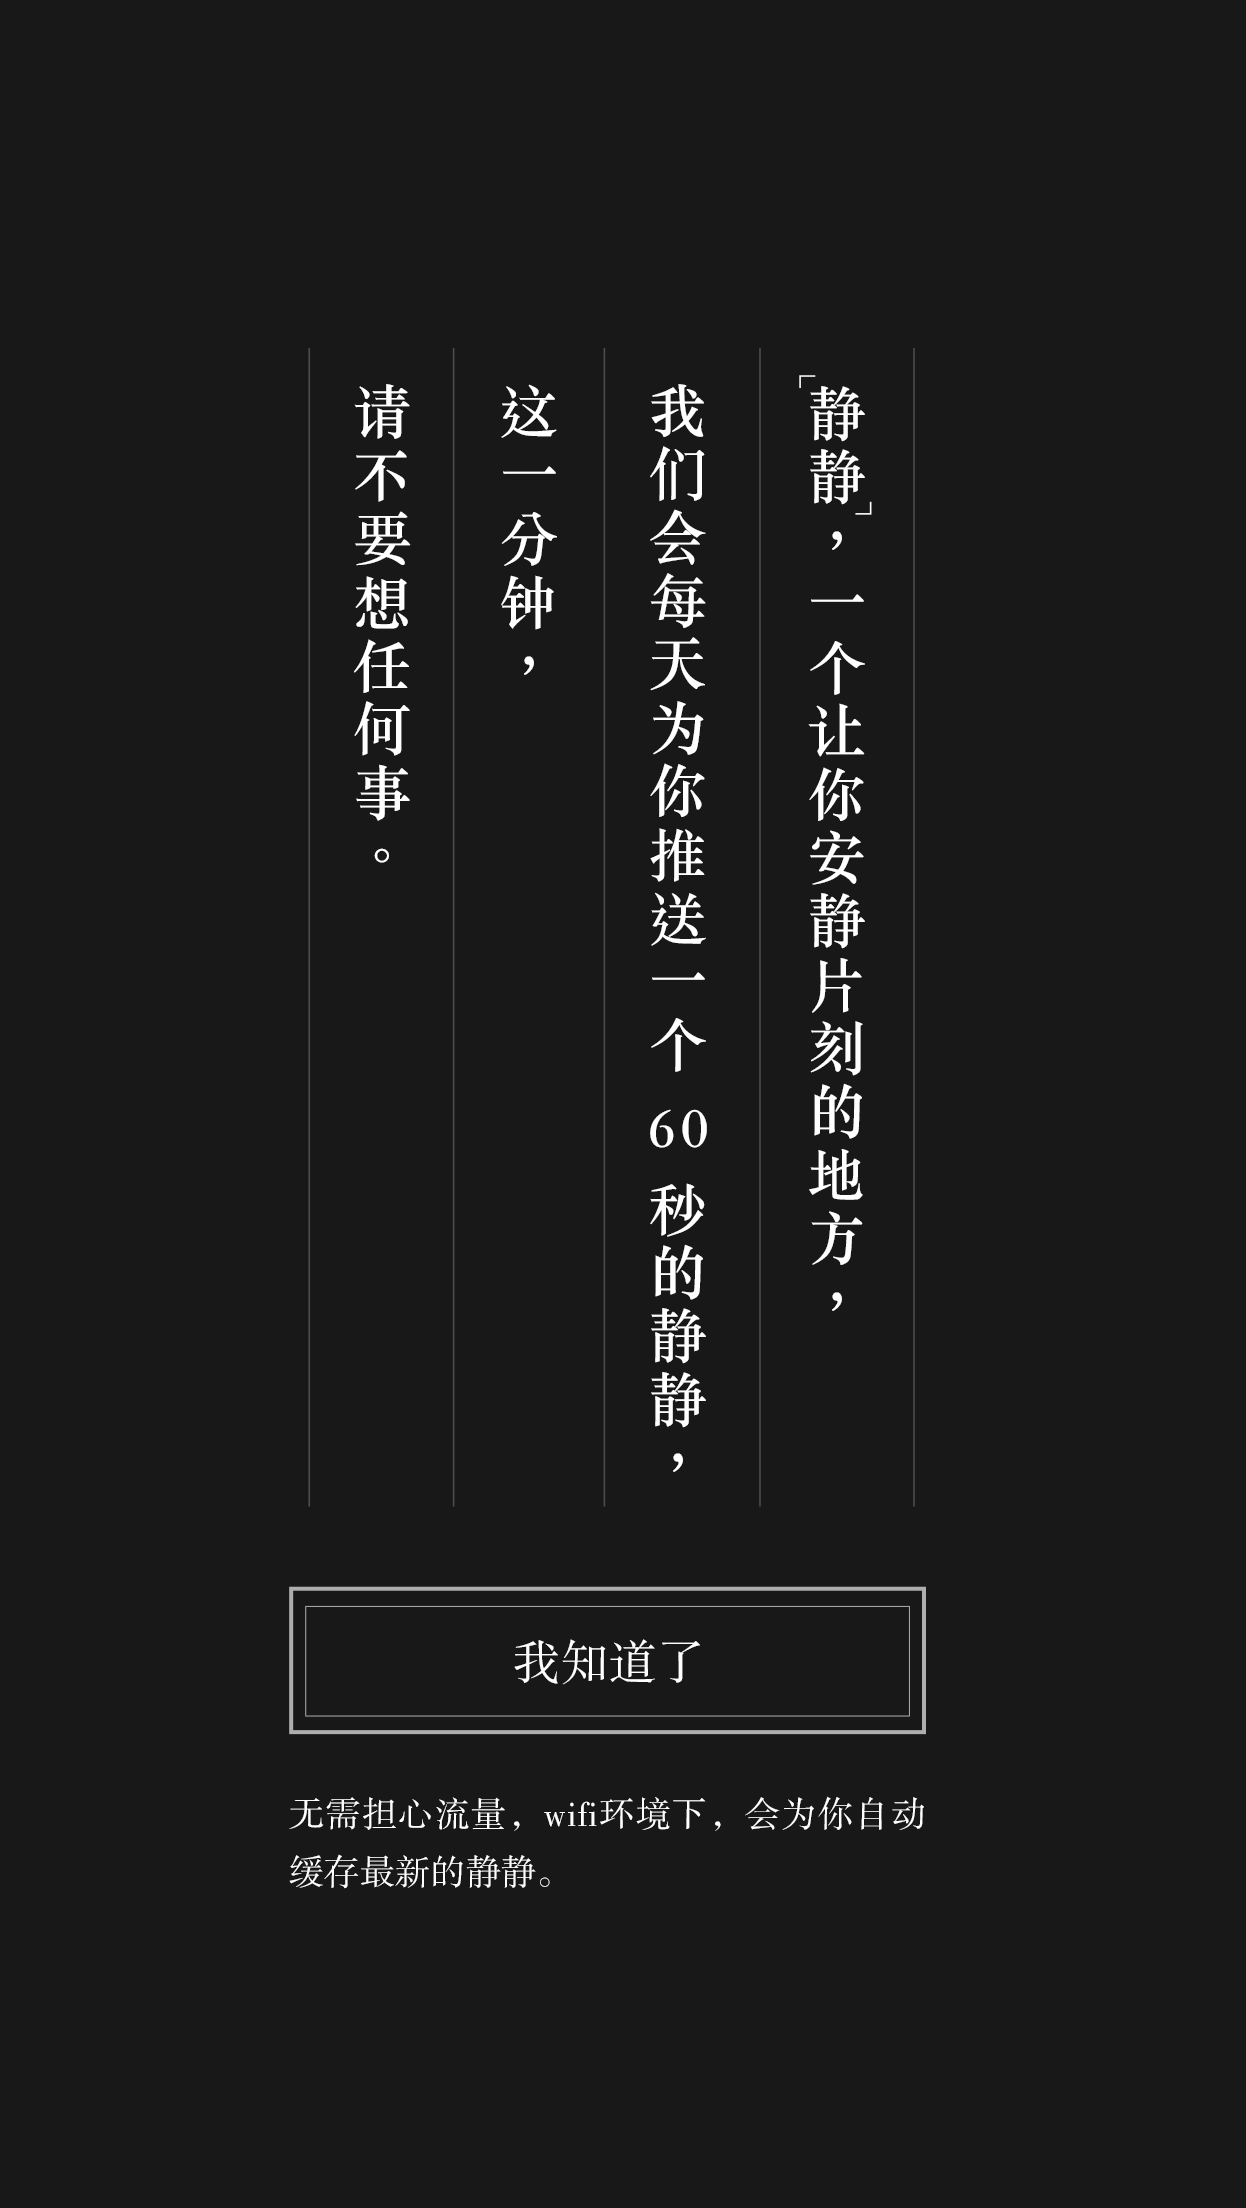 「静静」，一个让你安静片刻的地方，
我们会每天为你推送一个 60 秒的静静，
这一分钟，
请不要想任何事。
我知道了
无需担心流量，wifi环境下，会为你自动
缓存最新的静静。